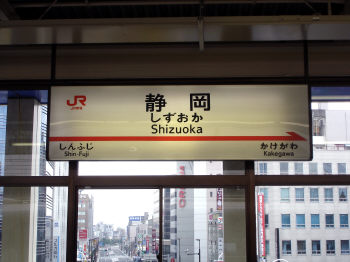 JR
静岡
しずおか
Shizuoka
しんふじ
Shin-Fuji
かけがわ
Kakegawa